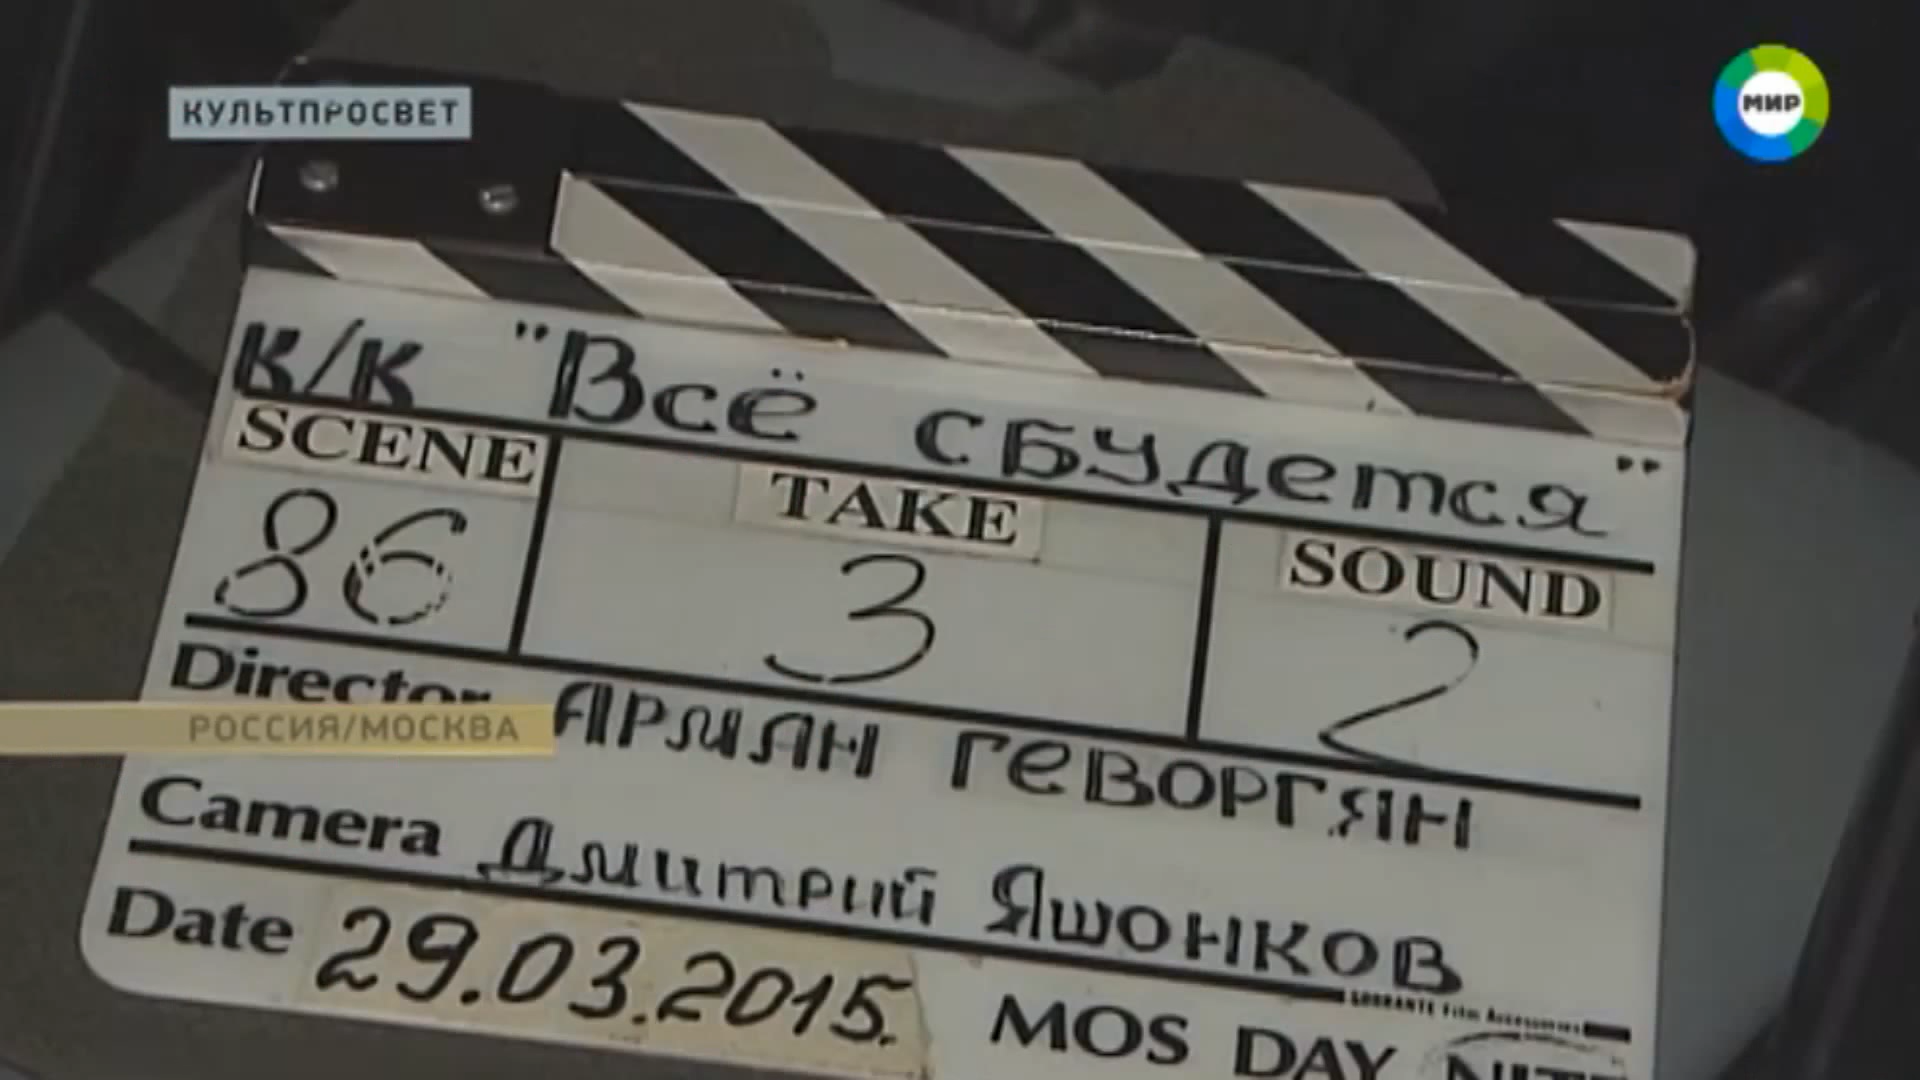 КУЛЬТПРОСВЕТ
МИР
К/К "Всё сбудется"
SCENE TAKE SOUND
86 3 2
Director АРМАН ГЕВОРГЯН
РОССИЯ/МОСКВА
Camera Дмитрий Яшонков
Date 29.03.2015.
MOS DAY